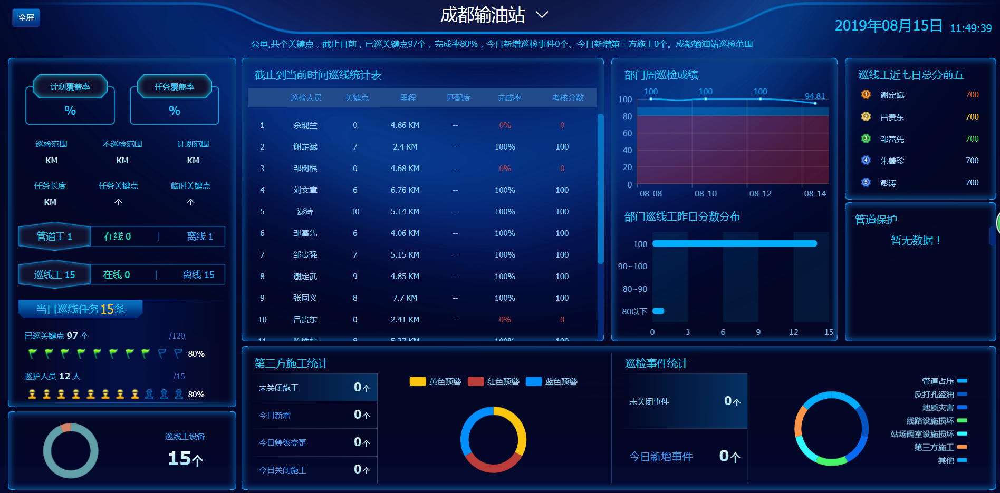 全屏
成都输油站
2019年08月15日 11:49:39
公里,共个关键点，截止目前，已巡关键点97个，完成率80%，今日新增巡检事件0个、今日新增第三方施工0个。成都输油站巡检范围
计划覆盖率 任务覆盖率
% %
巡检范围 不巡检范围 计划范围
KM KM KM
任务长度 任务关键点 临时关键点
KM 个 个
管道工 1 在线 0 | 离线 1
巡线工 15 在线 0 | 离线 15
当日巡线任务15条
已巡关键点 97 个 /120
80%
巡护人员 12 人 /15
80%
巡线工设备
15个
截止到当前时间巡线统计表
巡检人员 关键点 里程 匹配度 完成率 考核分数
1 余现兰 0 4.86 KM -- 0% 0
2 谢定斌 7 2.4 KM -- 100% 100
3 邹树根 0 4.68 KM -- 0% 0
4 刘文章 6 6.76 KM -- 100% 100
5 澎涛 10 5.14 KM -- 100% 100
6 邹富先 6 4.06 KM -- 100% 100
7 邹贵强 7 5.15 KM -- 100% 100
8 谢定武 9 4.85 KM -- 100% 100
9 张同义 8 7.7 KM -- 100% 100
10 吕贵东 0 2.41 KM -- 0% 0
11 陈维福 8 5.27 KM -- 100% 100
部门周巡检成绩
100 100 100 94.81
100
80
60
40
20
0
08-08 08-10 08-12 08-14
部门巡线工昨日分数分布
100
90~100
80~90
80以下
0 3 6 9 12 15
巡线工近七日总分前五
1 谢定斌 700
2 吕贵东 700
3 邹富先 700
4 朱善珍 700
5 澎涛 700
管道保护
暂无数据！
第三方施工统计
未关闭施工 0个
今日新增 0个
今日等级变更 0个
今日关闭施工 0个
黄色预警 红色预警 蓝色预警
巡检事件统计
未关闭事件 0个
今日新增事件 0个
管道占压
反打孔盗油
地质灾害
线路设施损坏
站场阀室设施损坏
第三方施工
其他